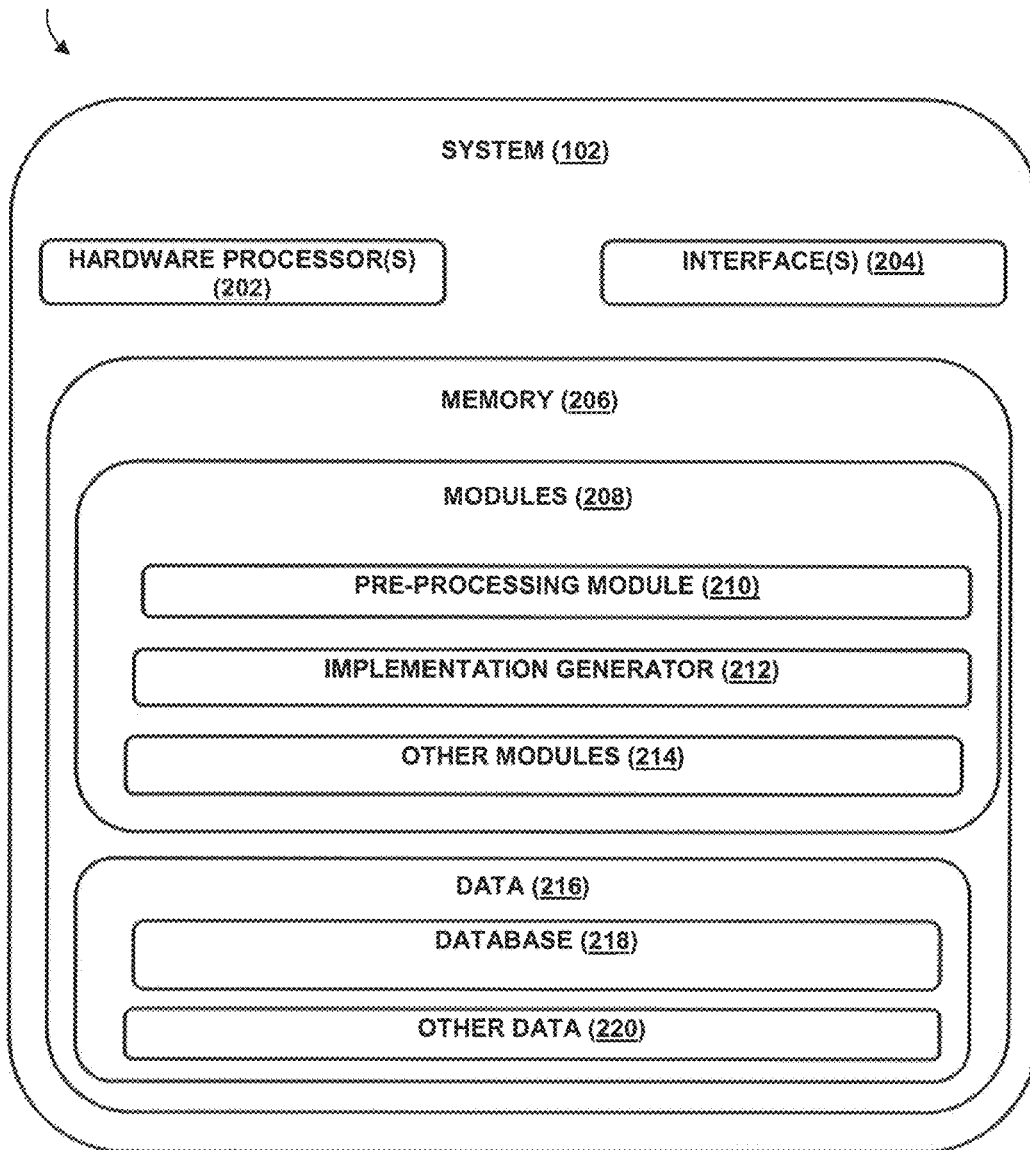 SYSTEM (102)
HARDWARE PROCESSOR(S)
(202)
INTERFACE(S) (204)
MEMORY (206)
MODULES (208)
PRE-PROCESSING MODULE (210)
IMPLEMENTATION GENERATOR (212)
OTHER MODULES (214)
DATA (216)
DATABASE (218)
OTHER DATA (220)